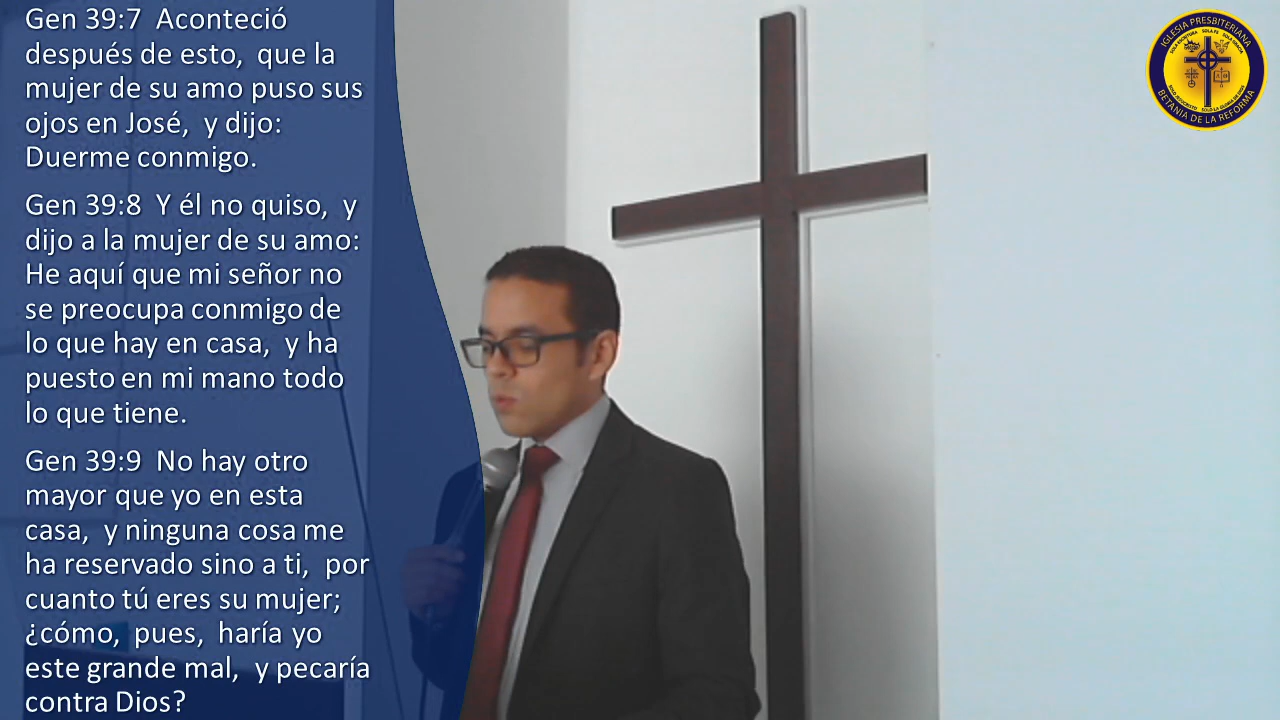 Gen 39:7 Aconteció
después de esto, que la
mujer de su amo puso sus
ojos en José, y dijo:
Duerme conmigo.
Gen 39:8 Y él no quiso, y
dijo a la mujer de su amo:
He aquí que mi señor no
se preocupa conmigo de
lo que hay en casa, y ha
puesto en mi mano todo
lo que tiene.
Gen 39:9 No hay otro
mayor que yo en esta
casa, y ninguna cosa me
ha reservado sino a ti, por
cuanto tú eres su mujer;
¿cómo, pues, haría yo
este grande mal, y pecaría
contra Dios?
IGLESIA PRESBITERIANA
BETANIA DE LA REFORMA